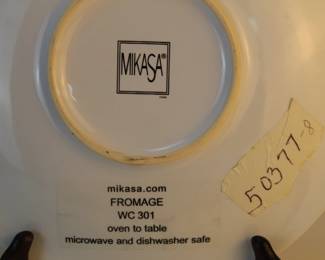 MIKASA®
50377-8
mikasa.com
FROMAGE
WC 301
oven to table
microwave and dishwasher safe